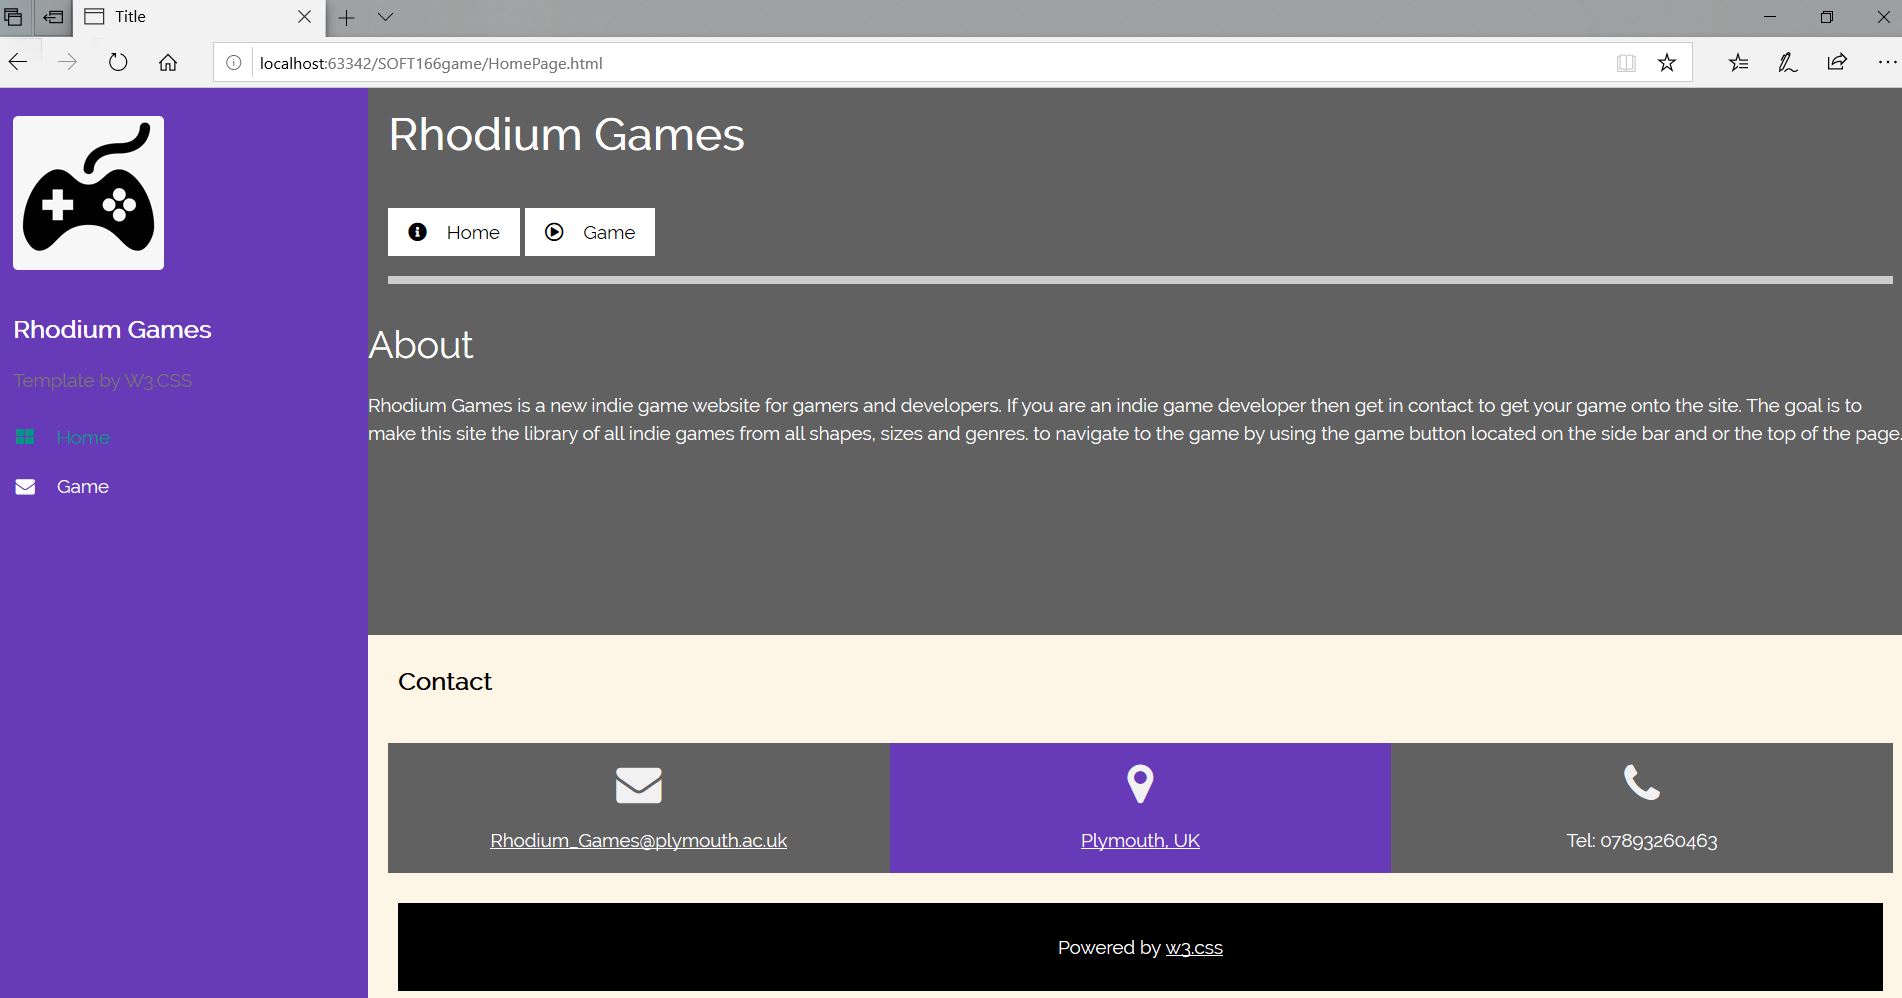 Title
localhost:63342/SOFT166game/HomePage.html
Rhodium Games
Home
Game
Rhodium Games
Template by W3.CSS
Home
Game
About
Rhodium Games is a new indie game website for gamers and developers. If you are an indie game developer then get in contact to get your game onto the site. The goal is to
make this site the library of all indie games from all shapes, sizes and genres. to navigate to the game by using the game button located on the side bar and or the top of the page.
Contact
Rhodium_Games@plymouth.ac.uk
Plymouth, UK
Tel: 07893260463
Powered by w3.css